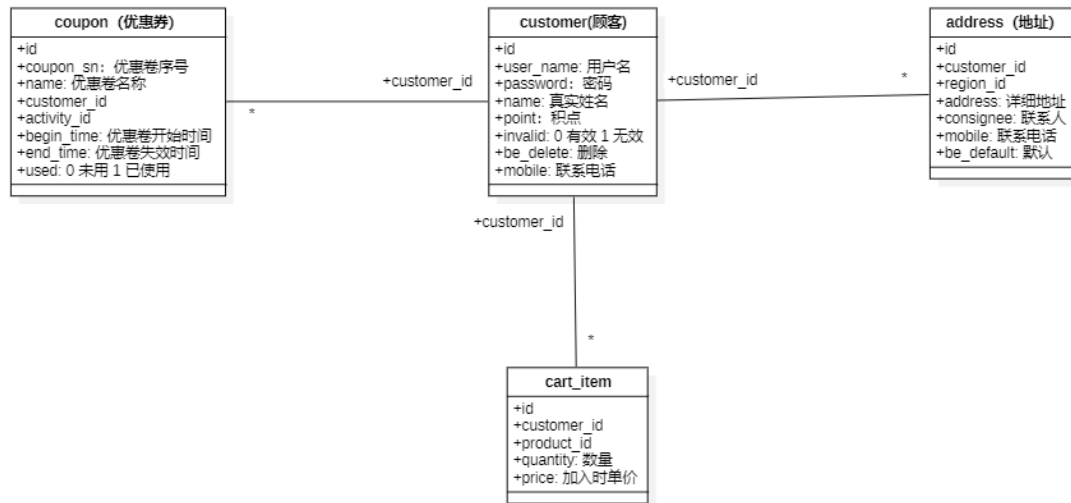 coupon（优惠券）
+id
+coupon_sn：优惠卷序号
+name: 优惠卷名称
+customer_id
+activity_id
+begin_time: 优惠卷开始时间
+end_time: 优惠卷失效时间
+used: 0 未用 1 已使用
+customer_id
*
customer(顾客)
+id
+user_name: 用户名
+password：密码
+name: 真实姓名
+point：积点
+invalid: 0 有效 1 无效
+be_delete: 删除
+mobile: 联系电话
+customer_id
*
address（地址）
+id
+customer_id
+region_id
+address: 详细地址
+consignee: 联系人
+mobile: 联系电话
+be_default: 默认
+customer_id
*
cart_item
+id
+customer_id
+product_id
+quantity: 数量
+price: 加入时单价